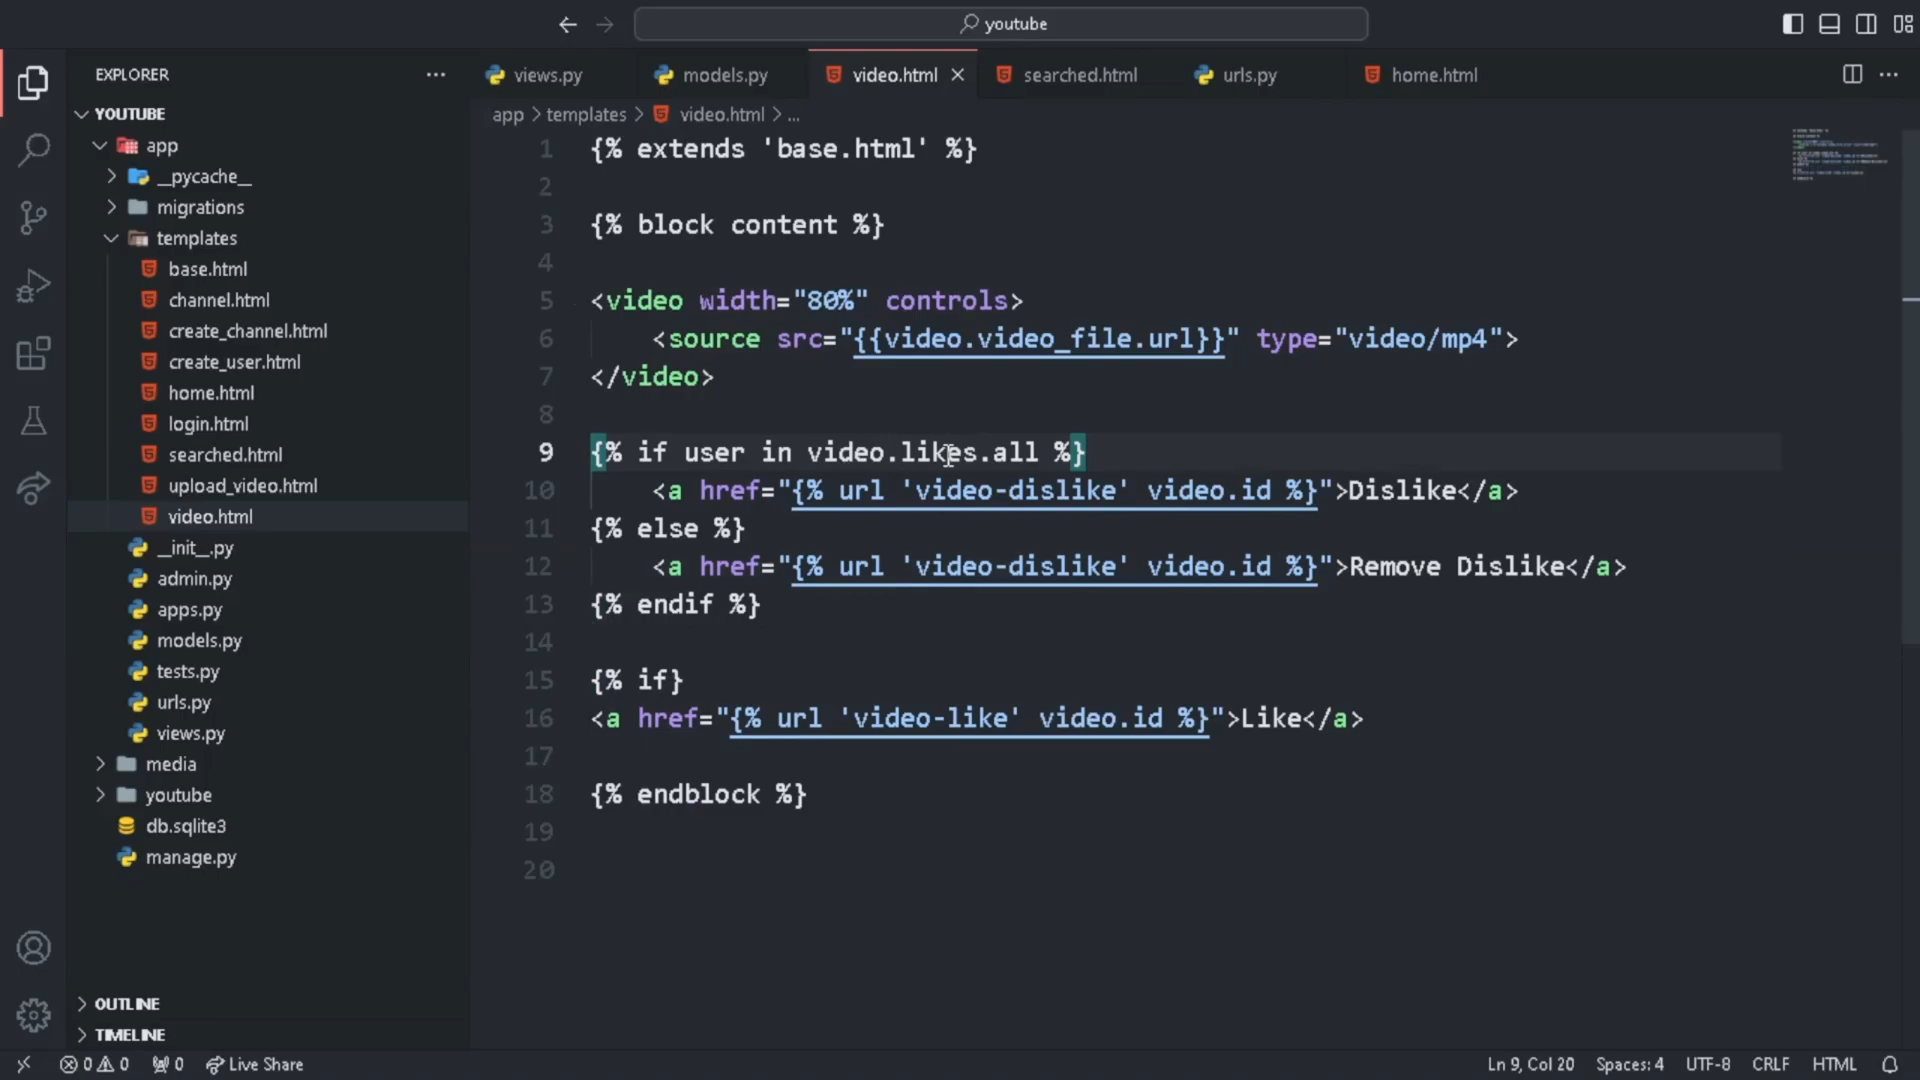 youtube
EXPLORER
views.py
models.py
video.html
searched.html
urls.py
home.html
YOUTUBE
app > templates > video.html > ...
app
__pycache__
migrations
templates
base.html
channel.html
create_channel.html
create_user.html
home.html
login.html
searched.html
upload_video.html
video.html
__init__.py
admin.py
apps.py
models.py
tests.py
urls.py
views.py
media
youtube
db.sqlite3
manage.py
OUTLINE
TIMELINE
1 {% extends 'base.html' %}
2
3 {% block content %}
4
5 <video width="80%" controls>
6 <source src="{{video.video_file.url}}" type="video/mp4">
7 </video>
8
9 {% if user in video.likes.all %}
10 <a href="{% url 'video-dislike' video.id %}">Dislike</a>
11 {% else %}
12 <a href="{% url 'video-dislike' video.id %}">Remove Dislike</a>
13 {% endif %}
14
15 {% if}
16 <a href="{% url 'video-like' video.id %}">Like</a>
17
18 {% endblock %}
19
20
0 0 0 Live Share
Ln 9, Col 20 Spaces: 4 UTF-8 CRLF HTML